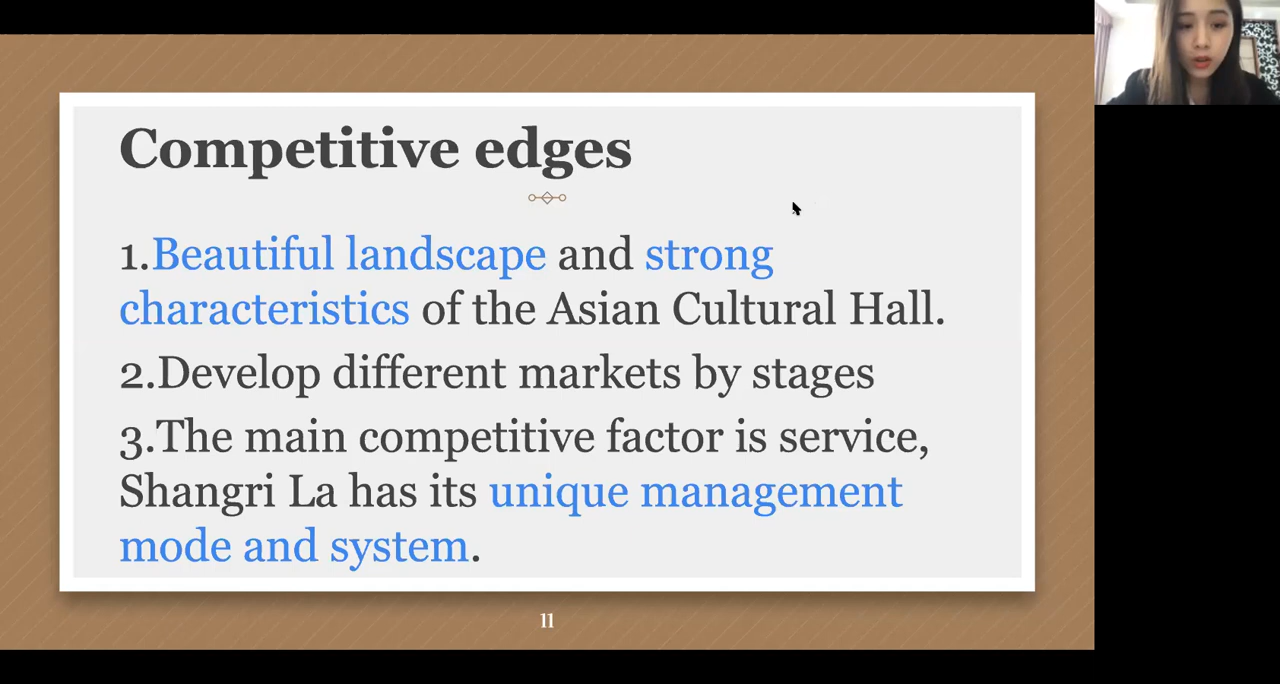 Competitive edges
1.Beautiful landscape and strong
characteristics of the Asian Cultural Hall.
2.Develop different markets by stages
3.The main competitive factor is service,
Shangri La has its unique management
mode and system.
11